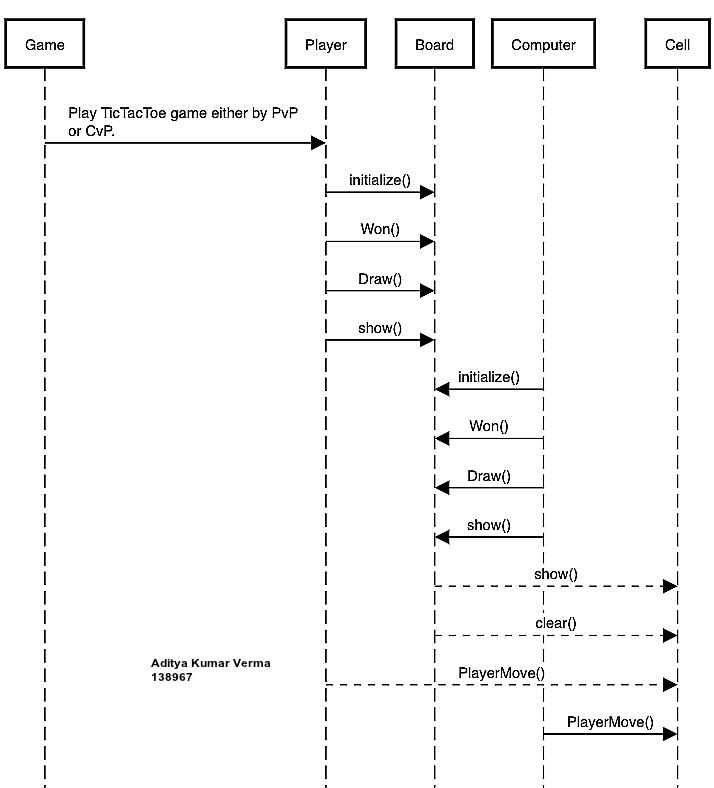 Game
Player
Board
Computer
Cell
Play TicTacToe game either by PvP
or CvP.
initialize()
Won()
Draw()
show()
initialize()
Won()
Draw()
show()
show()
clear()
Aditya Kumar Verma
138967
PlayerMove()
PlayerMove()